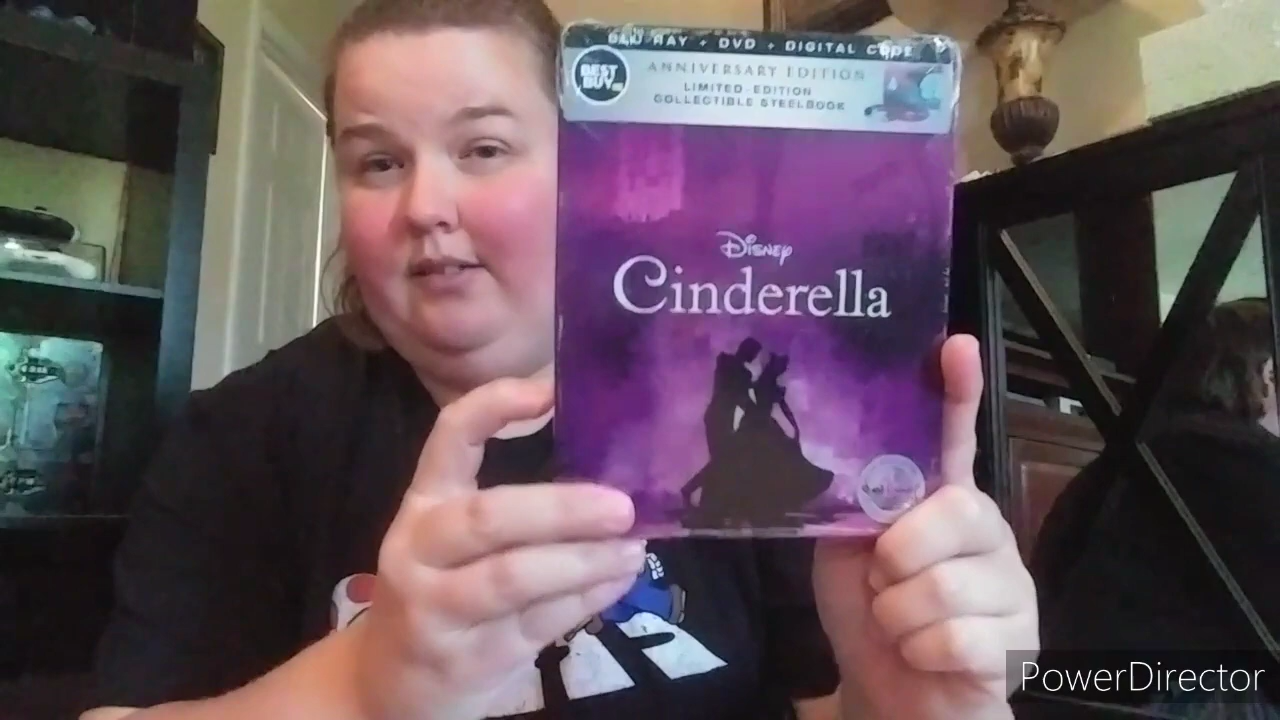 BLU RAY + DVD + DIGITAL CODE
BEST
BUY
ANNIVERSARY EDITION
LIMITED-EDITION
COLLECTIBLE STEELBOOK
Disney
Cinderella
PowerDirector